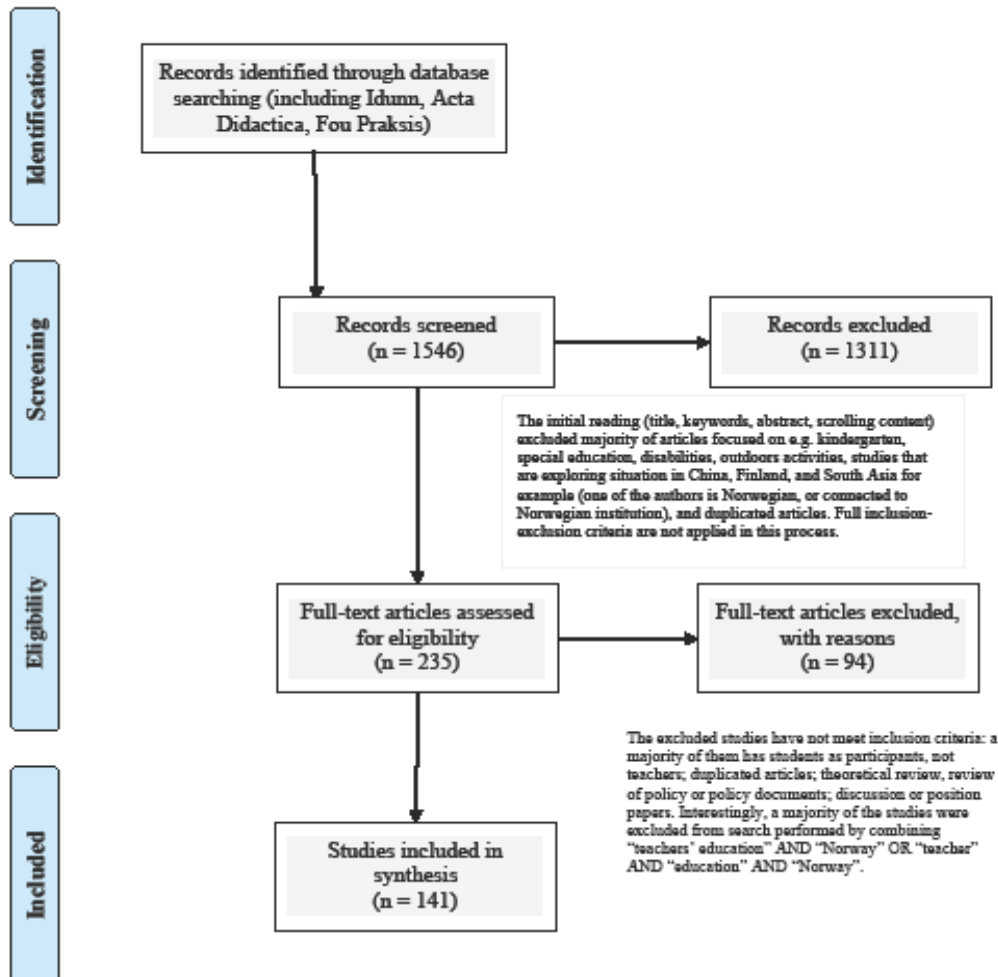 Identification
Records identified through database
searching (including Idunn, Acta
Didactica, Fou Praksis)
Screening
Records screened
(n = 1546)
Records excluded
(n = 1311)
The initial reading (title, keywords, abstract, scrolling content)
excluded majority of articles focused on e.g. kindergarten,
special education, disabilities, outdoors activities, studies that
are exploring situation in China, Finland, and South Asia for
example (one of the authors is Norwegian, or connected to
Norwegian institution), and duplicated articles. Full inclusion-
exclusion criteria are not applied in this process.
Eligibility
Full-text articles assessed
for eligibility
(n = 235)
Full-text articles excluded,
with reasons
(n = 94)
The excluded studies have not meet inclusion criteria: a
majority of them has students as participants, not
teachers; duplicated articles; theoretical review, review
of policy or policy documents; discussion or position
papers. Interestingly, a majority of the studies were
excluded from search performed by combining
“teachers’ education” AND “Norway” OR “teacher”
AND “education” AND “Norway”.
Included
Studies included in
synthesis
(n = 141)